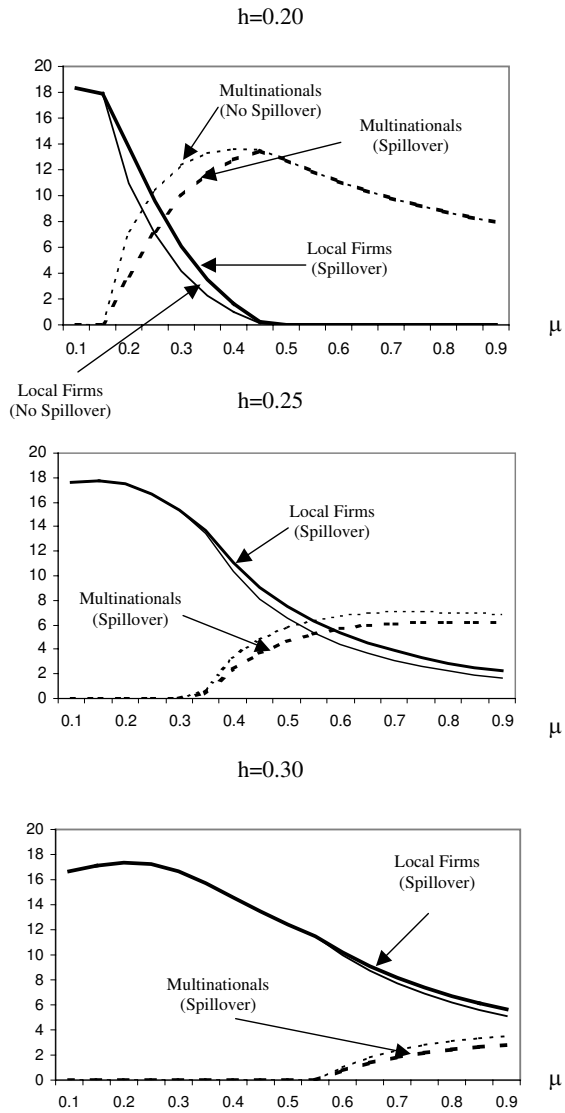 h=0.20
20
18
16
14
12
10
8
6
4
2
0
Multinationals
(No Spillover)
Multinationals
(Spillover)
Local Firms
(Spillover)
μ
0.1 0.2 0.3 0.4 0.5 0.6 0.7 0.8 0.9
Local Firms
(No Spillover)
h=0.25
20
18
16
14
12
10
8
6
4
2
0
Local Firms
(Spillover)
Multinationals
(Spillover)
0.1 0.2 0.3 0.4 0.5 0.6 0.7 0.8 0.9
μ
h=0.30
20
18
16
14
12
10
8
6
4
2
0
Local Firms
(Spillover)
Multinationals
(Spillover)
μ
0.1 0.2 0.3 0.4 0.5 0.6 0.7 0.8 0.9